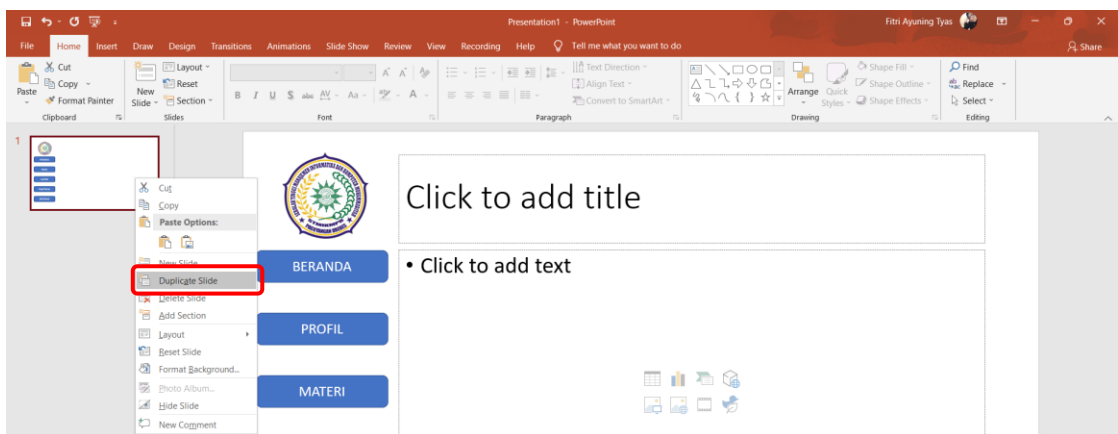 Presentation1 - PowerPoint
Fitri Ayuning Tyas
File Home Insert Draw Design Transitions Animations Slide Show Review View Recording Help Tell me what you want to do
Share
Paste
Cut
Copy
Format Painter
Clipboard
New Slide
Layout
Reset
Section
Slides
B I U S abc AV Aa A
Font
Text Direction
Align Text
Convert to SmartArt
Paragraph
Arrange
Quick Styles
Shape Fill
Shape Outline
Shape Effects
Drawing
Find
Replace
Select
Editing
1
Cut
Copy
Paste Options:
New Slide
Duplicate Slide
Delete Slide
Add Section
Layout
Reset Slide
Format Background...
Photo Album...
Hide Slide
New Comment
Click to add title
BERANDA
• Click to add text
PROFIL
MATERI